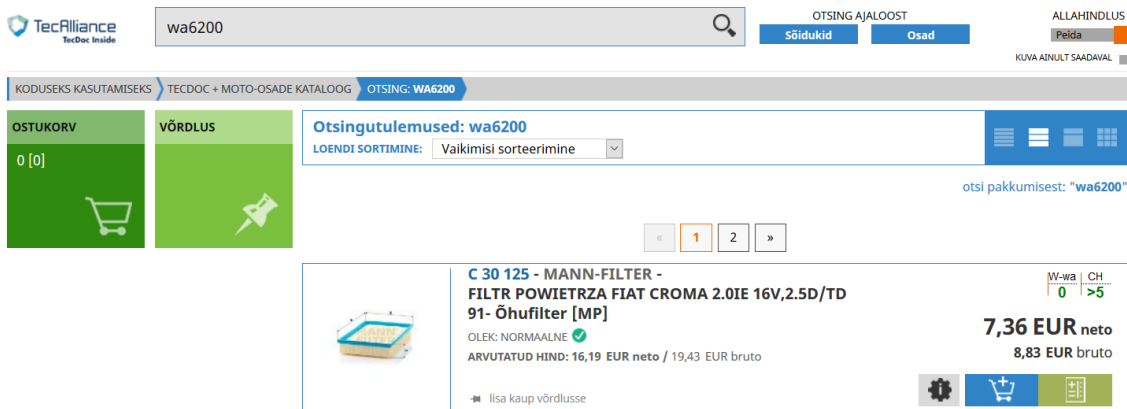 TecAlliance
TecDoc Inside
wa6200
OTSING AJALOOST
Sõidukid
Osad
ALLAHINDLUS
Peida
KUVA AINULT SAADAVAL
KODUSEKS KASUTAMISEKS
TECDOC + MOTO-OSADE KATALOOG
OTSING: WA6200
OSTUKORV
0 [0]
VÕRDLUS
Otsingutulemused: wa6200
LOENDI SORTIMINE: Vaikimisi sorteerimine
otsi pakkumisest: "wa6200"
« 1 2 »
C 30 125 - MANN-FILTER -
FILTR POWIETRZA FIAT CROMA 2.0IE 16V,2.5D/TD
91- Õhufilter [MP]
OLEK: NORMAALNE
ARVUTATUD HIND: 16,19 EUR neto / 19,43 EUR bruto
lisa kaup võrdlusse
W-wa CH
0 >5
7,36 EUR neto
8,83 EUR bruto
MANN
FILTER